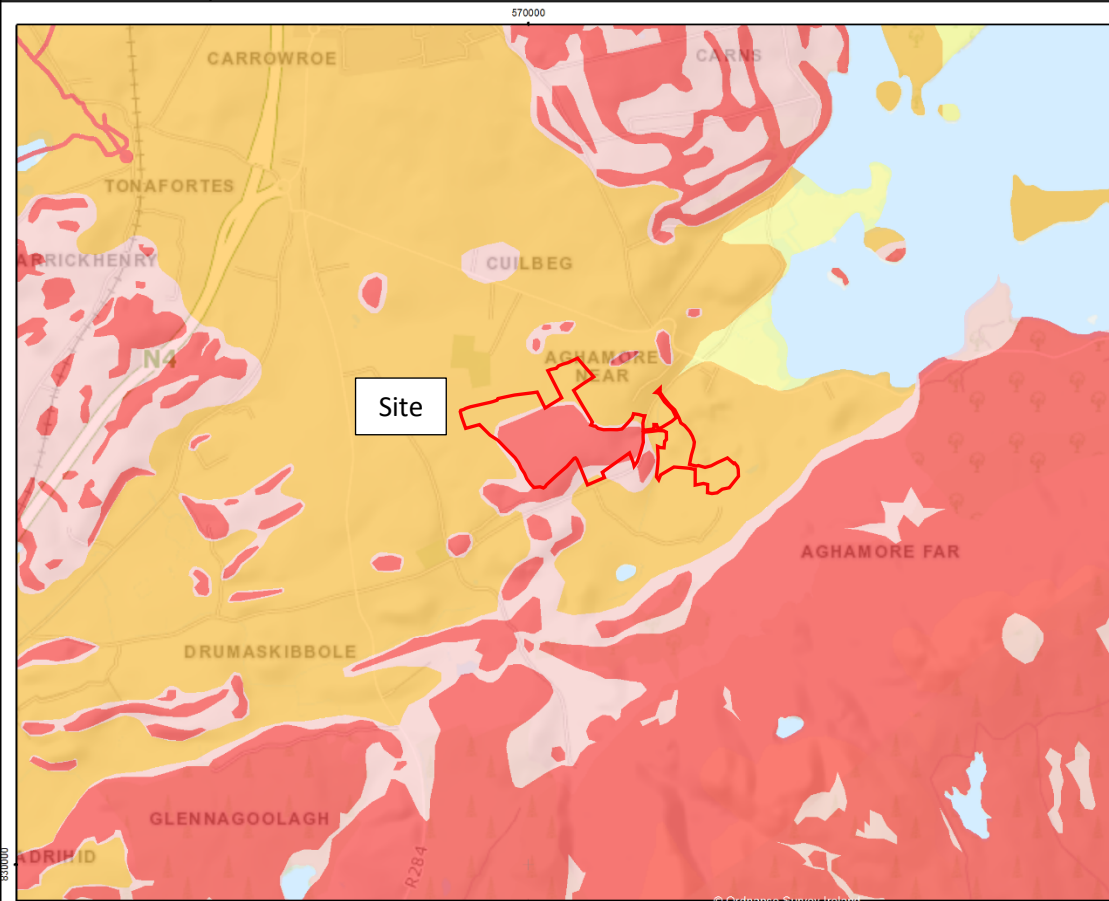 570000
CARROWROE
CARNS
TONAFORTES
ARRICKHENRY
CUILBEG
N4
AGHAMORE
NEAR
Site
AGHAMORE FAR
DRUMASKIBBOLE
GLENNAGOOLAGH
830000
ADRIHID
R284
© Ordnance Survey Ireland